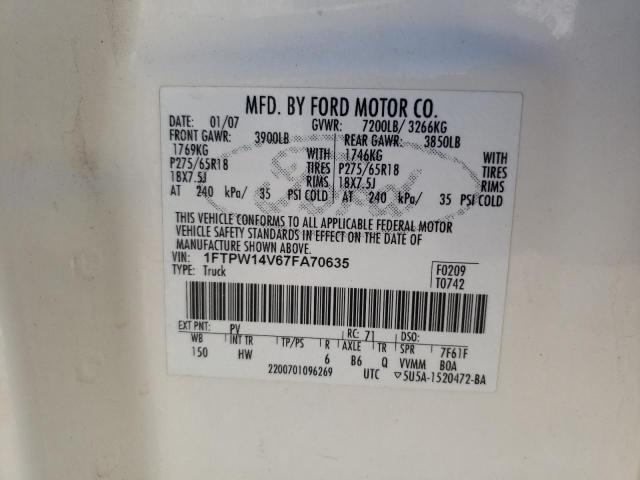 MFD. BY FORD MOTOR CO.
DATE: 01/07 GVWR: 7200LB/ 3266KG
FRONT GAWR: 3900LB REAR GAWR: 3850LB
1769KG WITH 1746KG WITH
P275/65R18 TIRES P275/65R18 TIRES
18X7.5J RIMS 18X7.5J RIMS
AT 240 kPa/ 35 PSI COLD AT 240 kPa/ 35 PSI COLD
THIS VEHICLE CONFORMS TO ALL APPLICABLE FEDERAL MOTOR
VEHICLE SAFETY STANDARDS IN EFFECT ON THE DATE OF
MANUFACTURE SHOWN ABOVE.
VIN: 1FTPW14V67FA70635
TYPE: Truck
F0209
T0742
EXT PNT: PV RC: 71 DSO:
WB INT TR TP/PS R AXLE TR SPR 7F61F
150 HW 6 B6 Q VVMM BOA
2200701096269 UTC ▽5U5A-1520472-BA
Ford